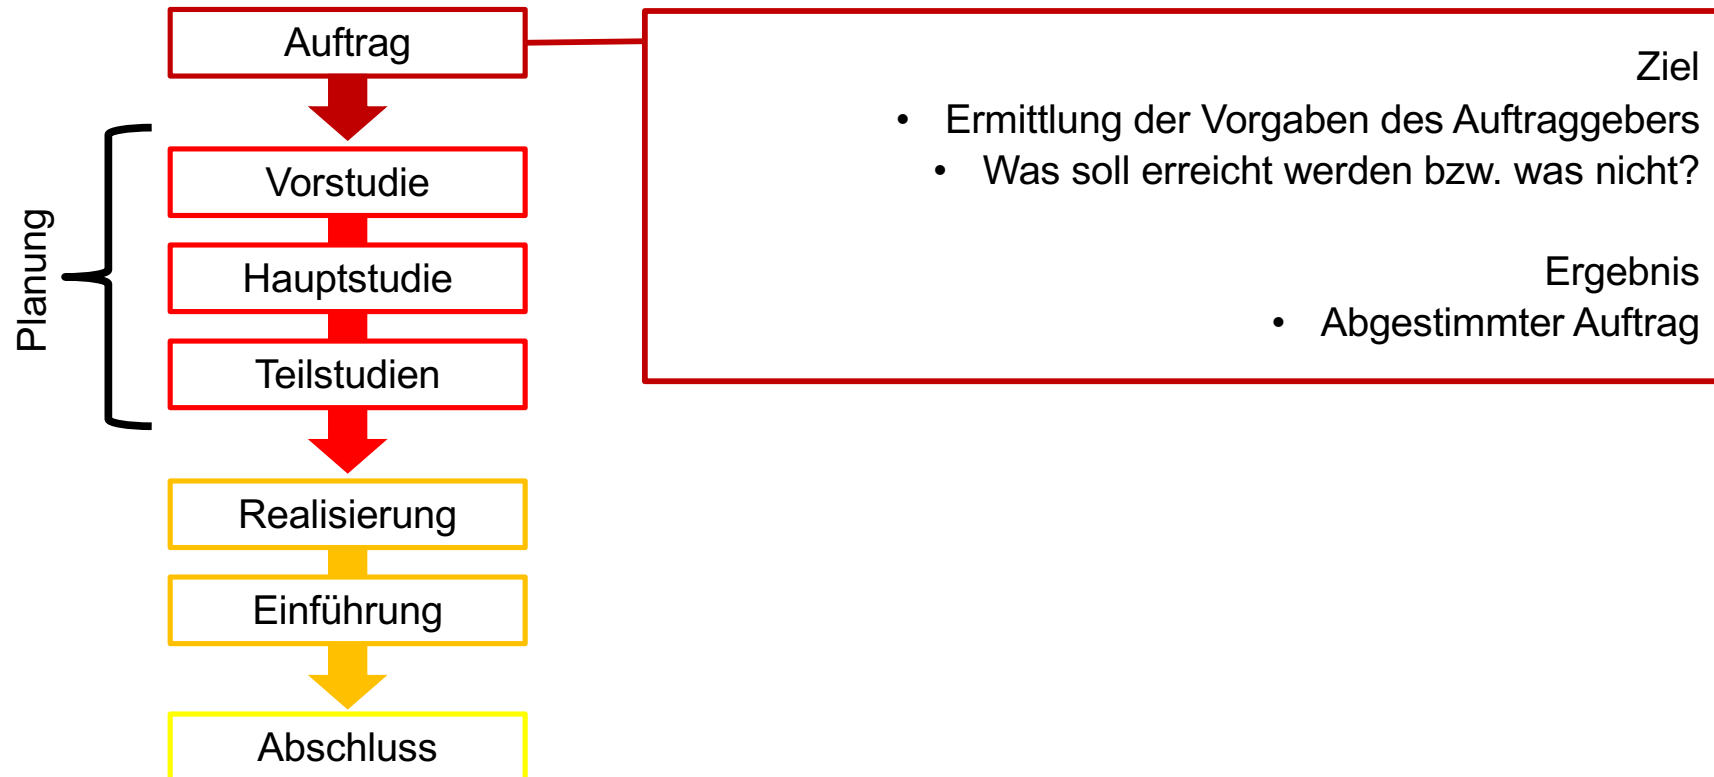 Auftrag
Ziel
• Ermittlung der Vorgaben des Auftraggebers
• Was soll erreicht werden bzw. was nicht?
Ergebnis
• Abgestimmter Auftrag
Planung
Vorstudie
Hauptstudie
Teilstudien
Realisierung
Einführung
Abschluss